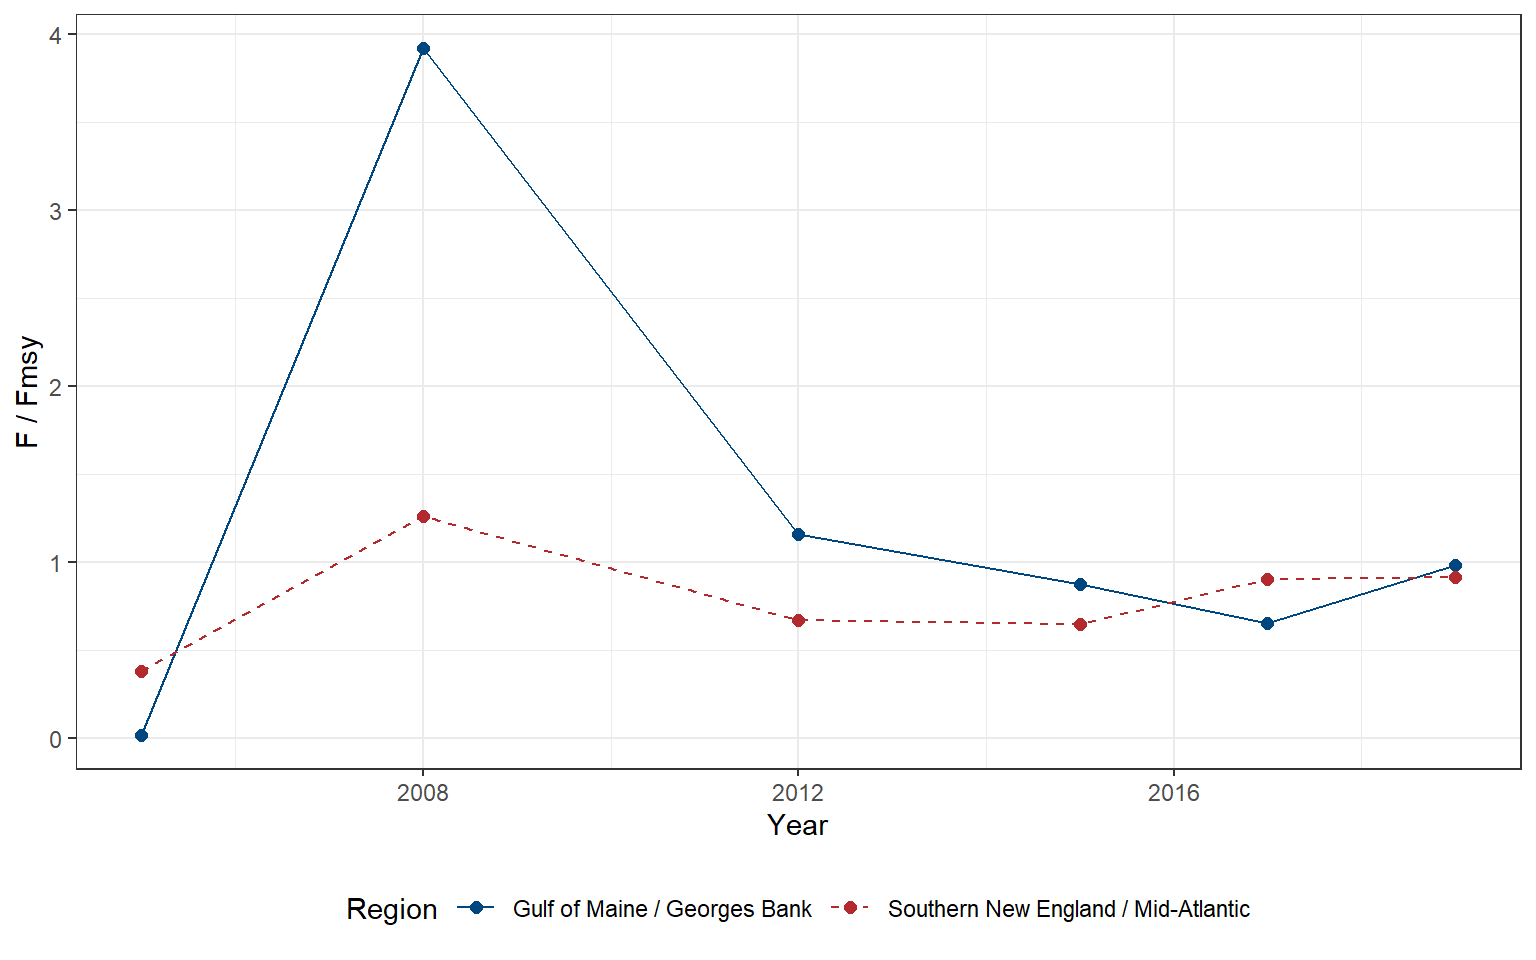 4
3
2
1
0
F / Fmsy
2008 2012 2016
Year
Region Gulf of Maine / Georges Bank Southern New England / Mid-Atlantic